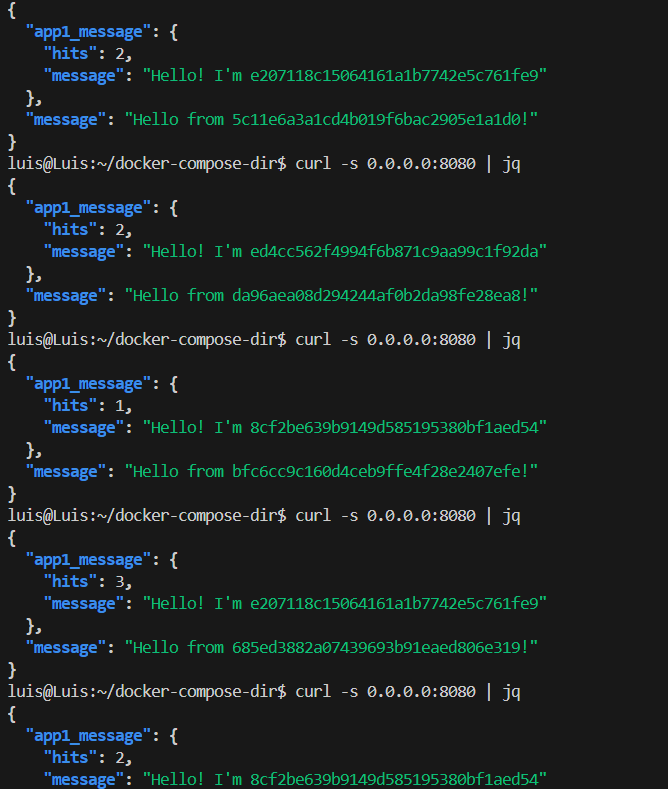 {
  "app1_message": {
    "hits": 2,
    "message": "Hello! I'm e207118c15064161a1b7742e5c761fe9"
  },
  "message": "Hello from 5c11e6a3a1cd4b019f6bac2905e1a1d0!"
}
luis@Luis:~/docker-compose-dir$ curl -s 0.0.0.0:8080 | jq
{
  "app1_message": {
    "hits": 2,
    "message": "Hello! I'm ed4cc562f4994f6b871c9aa99c1f92da"
  },
  "message": "Hello from da96aea08d294244af0b2da98fe28ea8!"
}
luis@Luis:~/docker-compose-dir$ curl -s 0.0.0.0:8080 | jq
{
  "app1_message": {
    "hits": 1,
    "message": "Hello! I'm 8cf2be639b9149d585195380bf1aed54"
  },
  "message": "Hello from bfc6cc9c160d4ceb9ffe4f28e2407efe!"
}
luis@Luis:~/docker-compose-dir$ curl -s 0.0.0.0:8080 | jq
{
  "app1_message": {
    "hits": 3,
    "message": "Hello! I'm e207118c15064161a1b7742e5c761fe9"
  },
  "message": "Hello from 685ed3882a07439693b91eaed806e319!"
}
luis@Luis:~/docker-compose-dir$ curl -s 0.0.0.0:8080 | jq
{
  "app1_message": {
    "hits": 2,
    "message": "Hello! I'm 8cf2be639b9149d585195380bf1aed54"